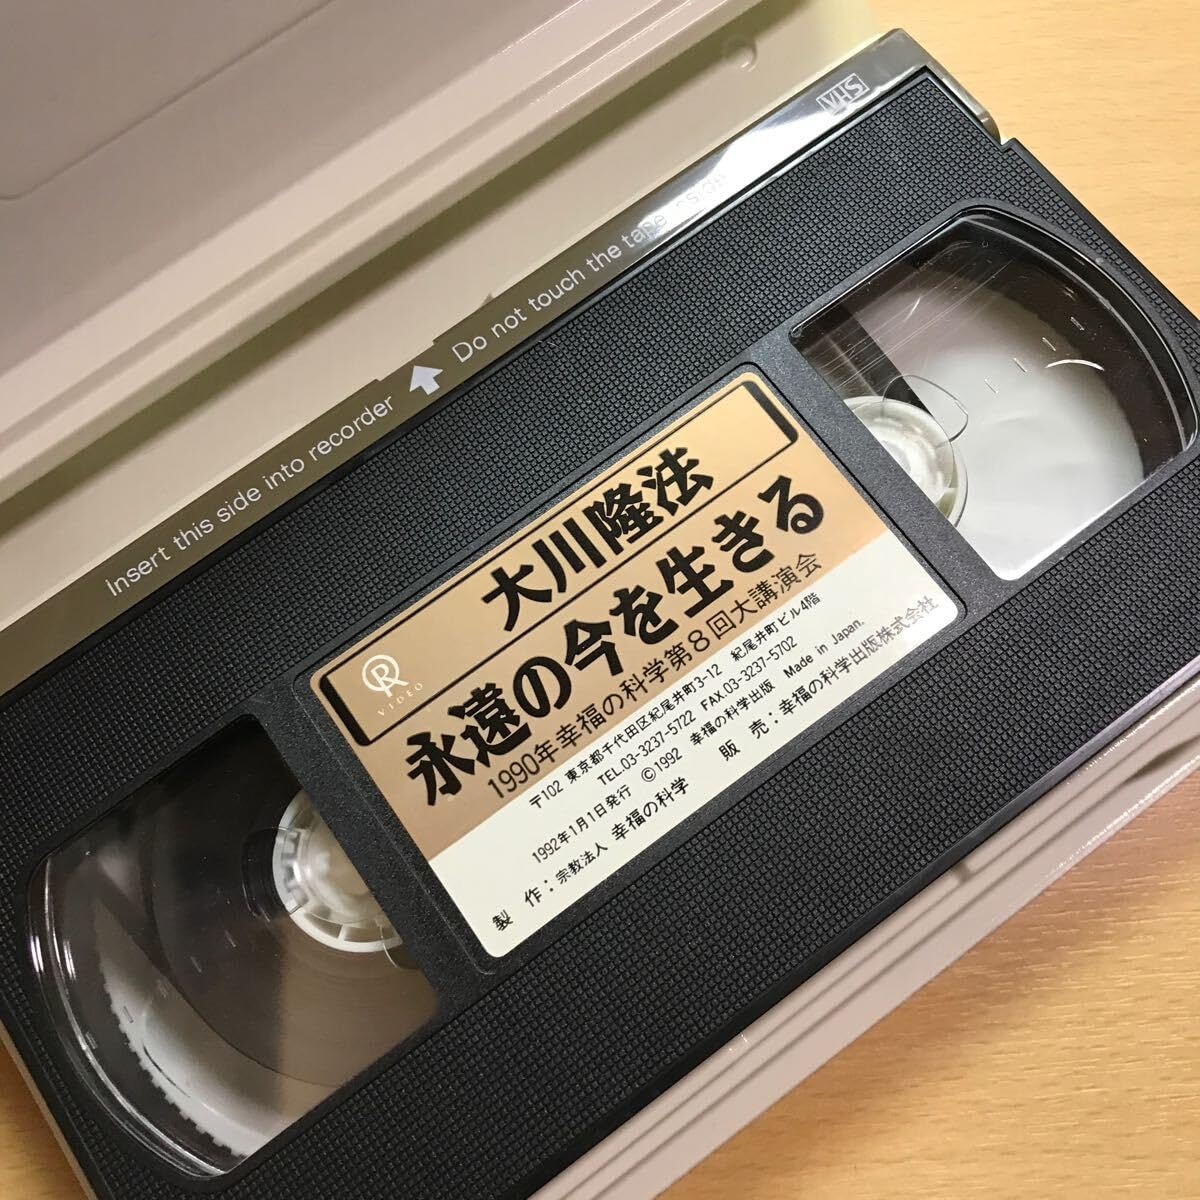 VHS
Insert this side into recorder Do not touch the tape inside
大川隆法
永遠の今を生きる
1990年幸福の科学第8回大講演会
R
VIDEO
〒102 東京都千代田区紀尾井町3-12 紀尾井町ビル4階
TEL.03-3237-5722 FAX.03-3237-5702
1992年1月1日発行 ©1992 幸福の科学出版 Made in Japan.
製 作：宗教法人 幸福の科学 販 売：幸福の科学出版株式会社